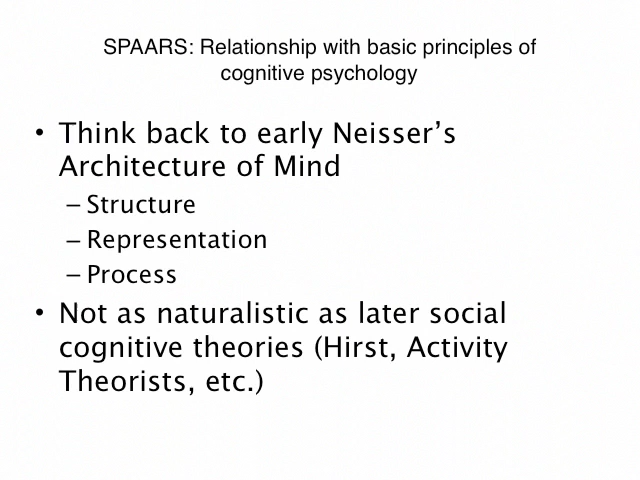 SPAARS: Relationship with basic principles of
cognitive psychology
• Think back to early Neisser’s
Architecture of Mind
– Structure
– Representation
– Process
• Not as naturalistic as later social
cognitive theories (Hirst, Activity
Theorists, etc.)